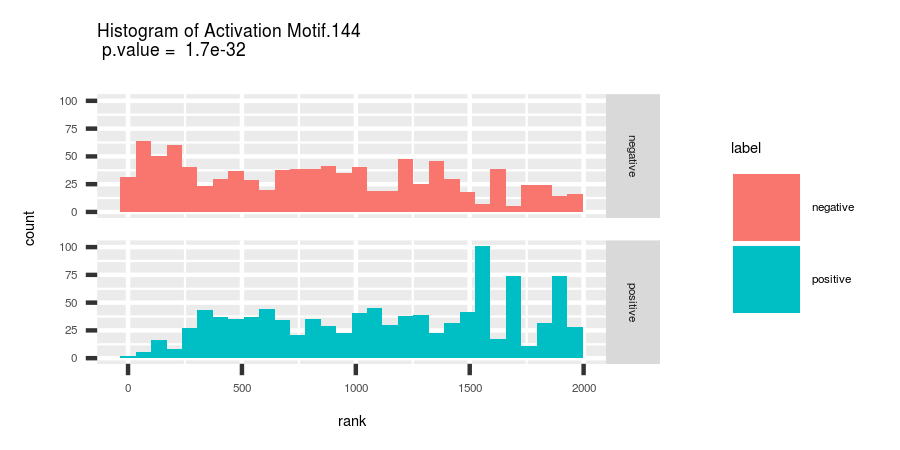 Histogram of Activation Motif.144
p.value =  1.7e-32
100
75
50
25
0
negative
100
75
50
25
0
positive
0
500
1000
1500
2000
rank
count
label
negative
positive